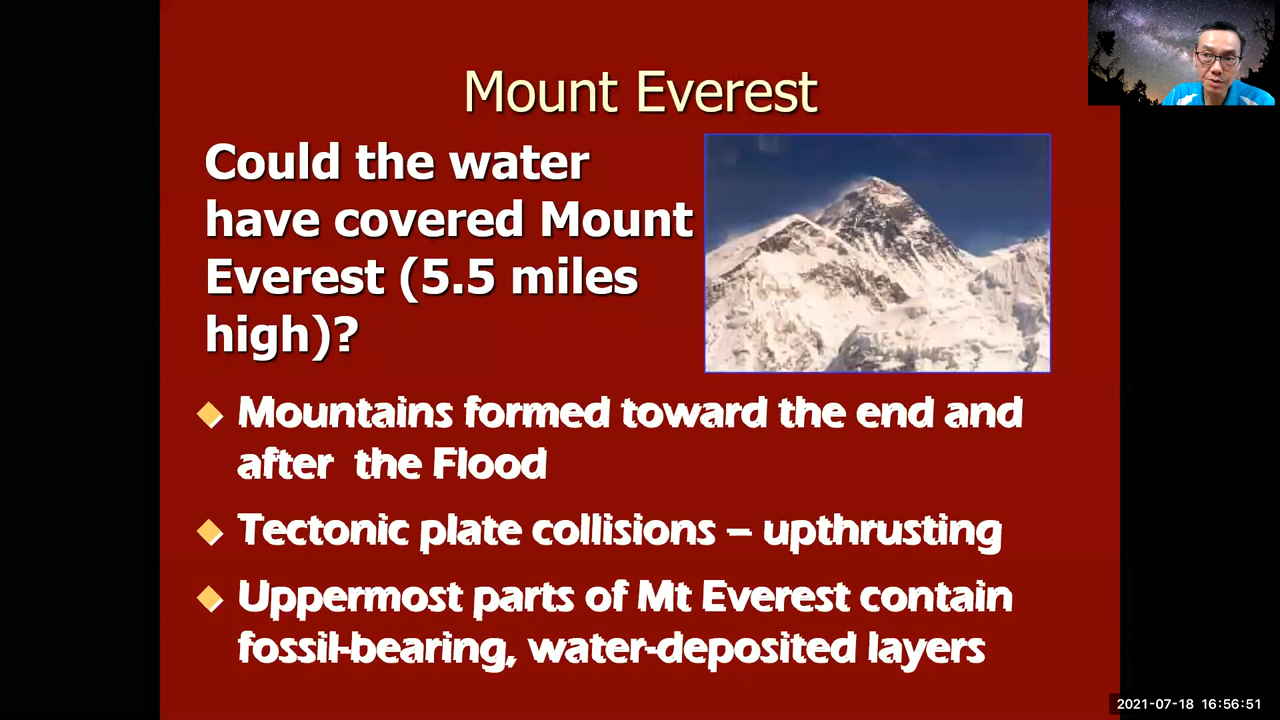 Mount Everest
Could the water
have covered Mount
Everest (5.5 miles
high)?
Mountains formed toward the end and
after the Flood
Tectonic plate collisions – upthrusting
Uppermost parts of Mt Everest contain
fossil-bearing, water-deposited layers
2021-07-18 16:56:51